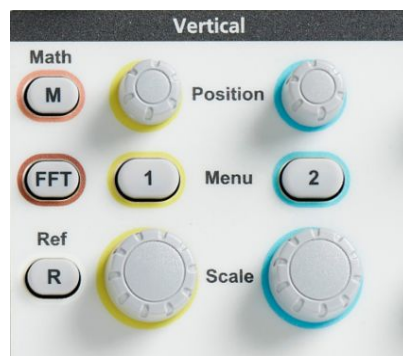 Vertical
Math
M
Position
FFT
1
Menu
2
Ref
R
Scale